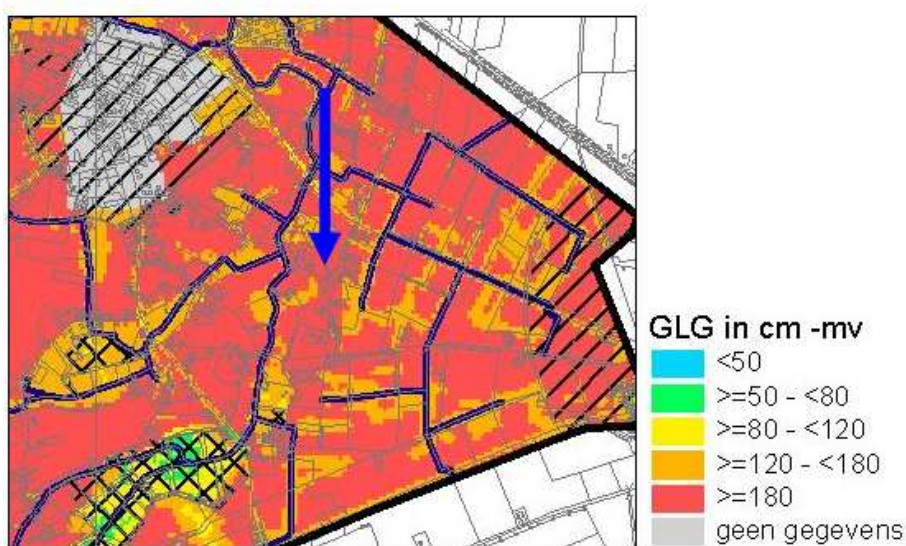 GLG in cm -mv
<50
>=50 - <80
>=80 - <120
>=120 - <180
>=180
geen gegevens